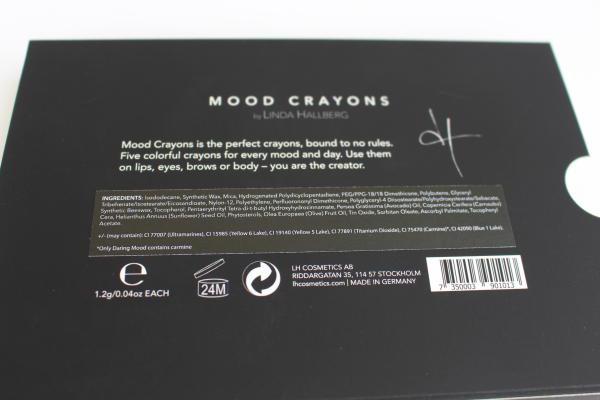 MOOD CRAYONS
by LINDA HALLBERG
Mood Crayons is the perfect crayons, bound to no rules.
Five colorful crayons for every mood and day. Use them
on lips, eyes, brows or body – you are the creator.
INGREDIENTS: Isododecane, Synthetic Wax, Mica, Hydrogenated Polydicyclopentadiene, PEG/PPG-18/18 Dimethicone, Polybutene, Glyceryl
Tribehenate/Isostearate/Eicosandioate, Nylon-12, Polyethylene, Perfluorononyl Dimethicone, Polyglyceryl-4 Diisostearate/Polyhydroxystearate/Sebacate,
Synthetic Beeswax, Tocopherol, Pentaerythrityl Tetra-di-t-butyl Hydroxyhydrocinnamate, Persea Gratissima (Avocado) Oil, Copernicia Cerifera (Carnauba)
Cera, Helianthus Annuus (Sunflower) Seed Oil, Phytosterols, Olea Europaea (Olive) Fruit Oil, Tin Oxide, Sorbitan Oleate, Ascorbyl Palmitate, Tocopheryl
Acetate.
+/- (may contain): CI 77007 (Ultramarines), CI 15985 (Yellow 6 Lake), CI 19140 (Yellow 5 Lake), CI 77891 (Titanium Dioxide), CI 75470 (Carmine)*, CI 42090 (Blue 1 Lake).
*Only Daring Mood contains carmine
e
1.2g/0.04oz EACH
24M
LH COSMETICS AB
RIDDARGATAN 35, 114 57 STOCKHOLM
lhcosmetics.com | MADE IN GERMANY
7 350003 901013